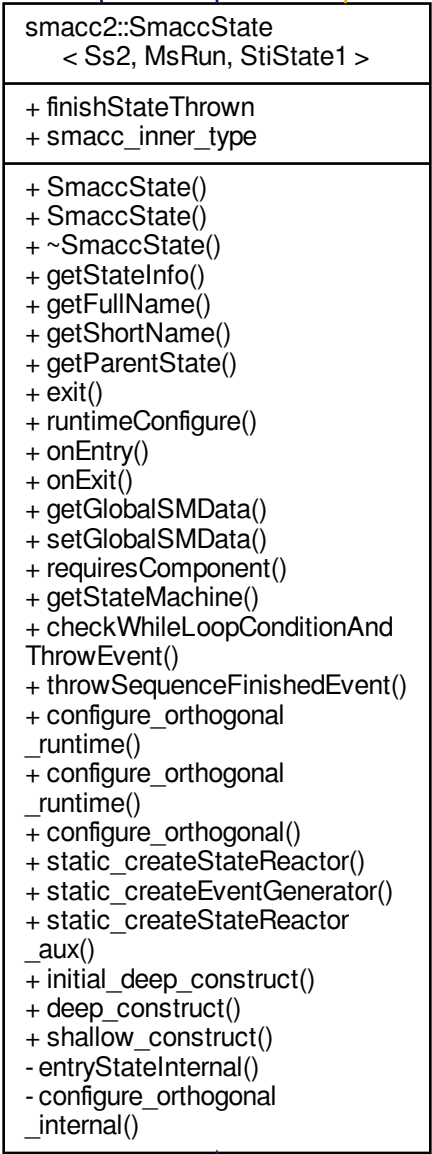 smacc2::SmaccState
< Ss2, MsRun, StiState1 >
+ finishStateThrown
+ smacc_inner_type
+ SmaccState()
+ SmaccState()
+ ~SmaccState()
+ getStateInfo()
+ getFullName()
+ getShortName()
+ getParentState()
+ exit()
+ runtimeConfigure()
+ onEntry()
+ onExit()
+ getGlobalSMData()
+ setGlobalSMData()
+ requiresComponent()
+ getStateMachine()
+ checkWhileLoopConditionAnd
ThrowEvent()
+ throwSequenceFinishedEvent()
+ configure_orthogonal
_runtime()
+ configure_orthogonal
_runtime()
+ configure_orthogonal()
+ static_createStateReactor()
+ static_createEventGenerator()
+ static_createStateReactor
_aux()
+ initial_deep_construct()
+ deep_construct()
+ shallow_construct()
- entryStateInternal()
- configure_orthogonal
_internal()